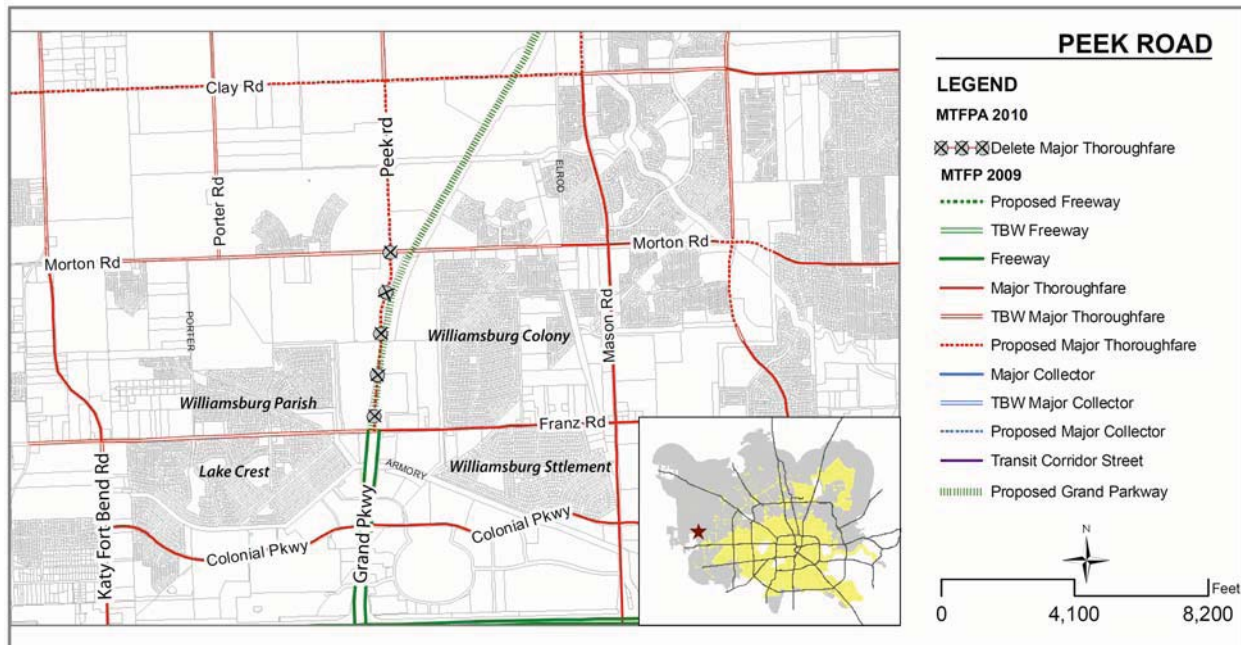 PEEK ROAD
LEGEND
MTFPA 2010
Delete Major Thoroughfare
MTFP 2009
Proposed Freeway
TBW Freeway
Freeway
Major Thoroughfare
TBW Major Thoroughfare
Proposed Major Thoroughfare
Major Collector
TBW Major Collector
Proposed Major Collector
Transit Corridor Street
Proposed Grand Parkway
N
Feet
0 4,100 8,200
Clay Rd
Peek rd
Porter Rd
ELROD
Morton Rd
Morton Rd
PORTER
Williamsburg Colony
Mason Rd
Williamsburg Parish
Franz Rd
Lake Crest
ARMORY
Williamsburg Sttlement
Katy Fort Bend Rd
Grand Pkwy
Colonial Pkwy
Colonial Pkwy